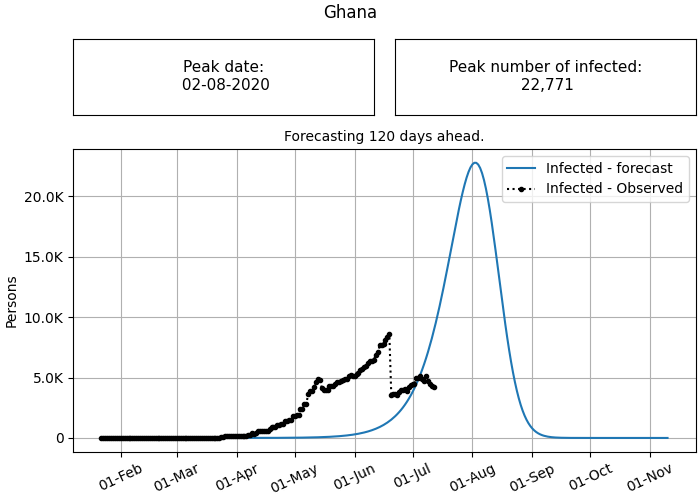 Ghana
Peak date:
02-08-2020
Peak number of infected:
22,771
Forecasting 120 days ahead.
Infected - forecast
Infected - Observed
20.0K
15.0K
10.0K
5.0K
0
Persons
01-Feb
01-Mar
01-Apr
01-May
01-Jun
01-Jul
01-Aug
01-Sep
01-Oct
01-Nov